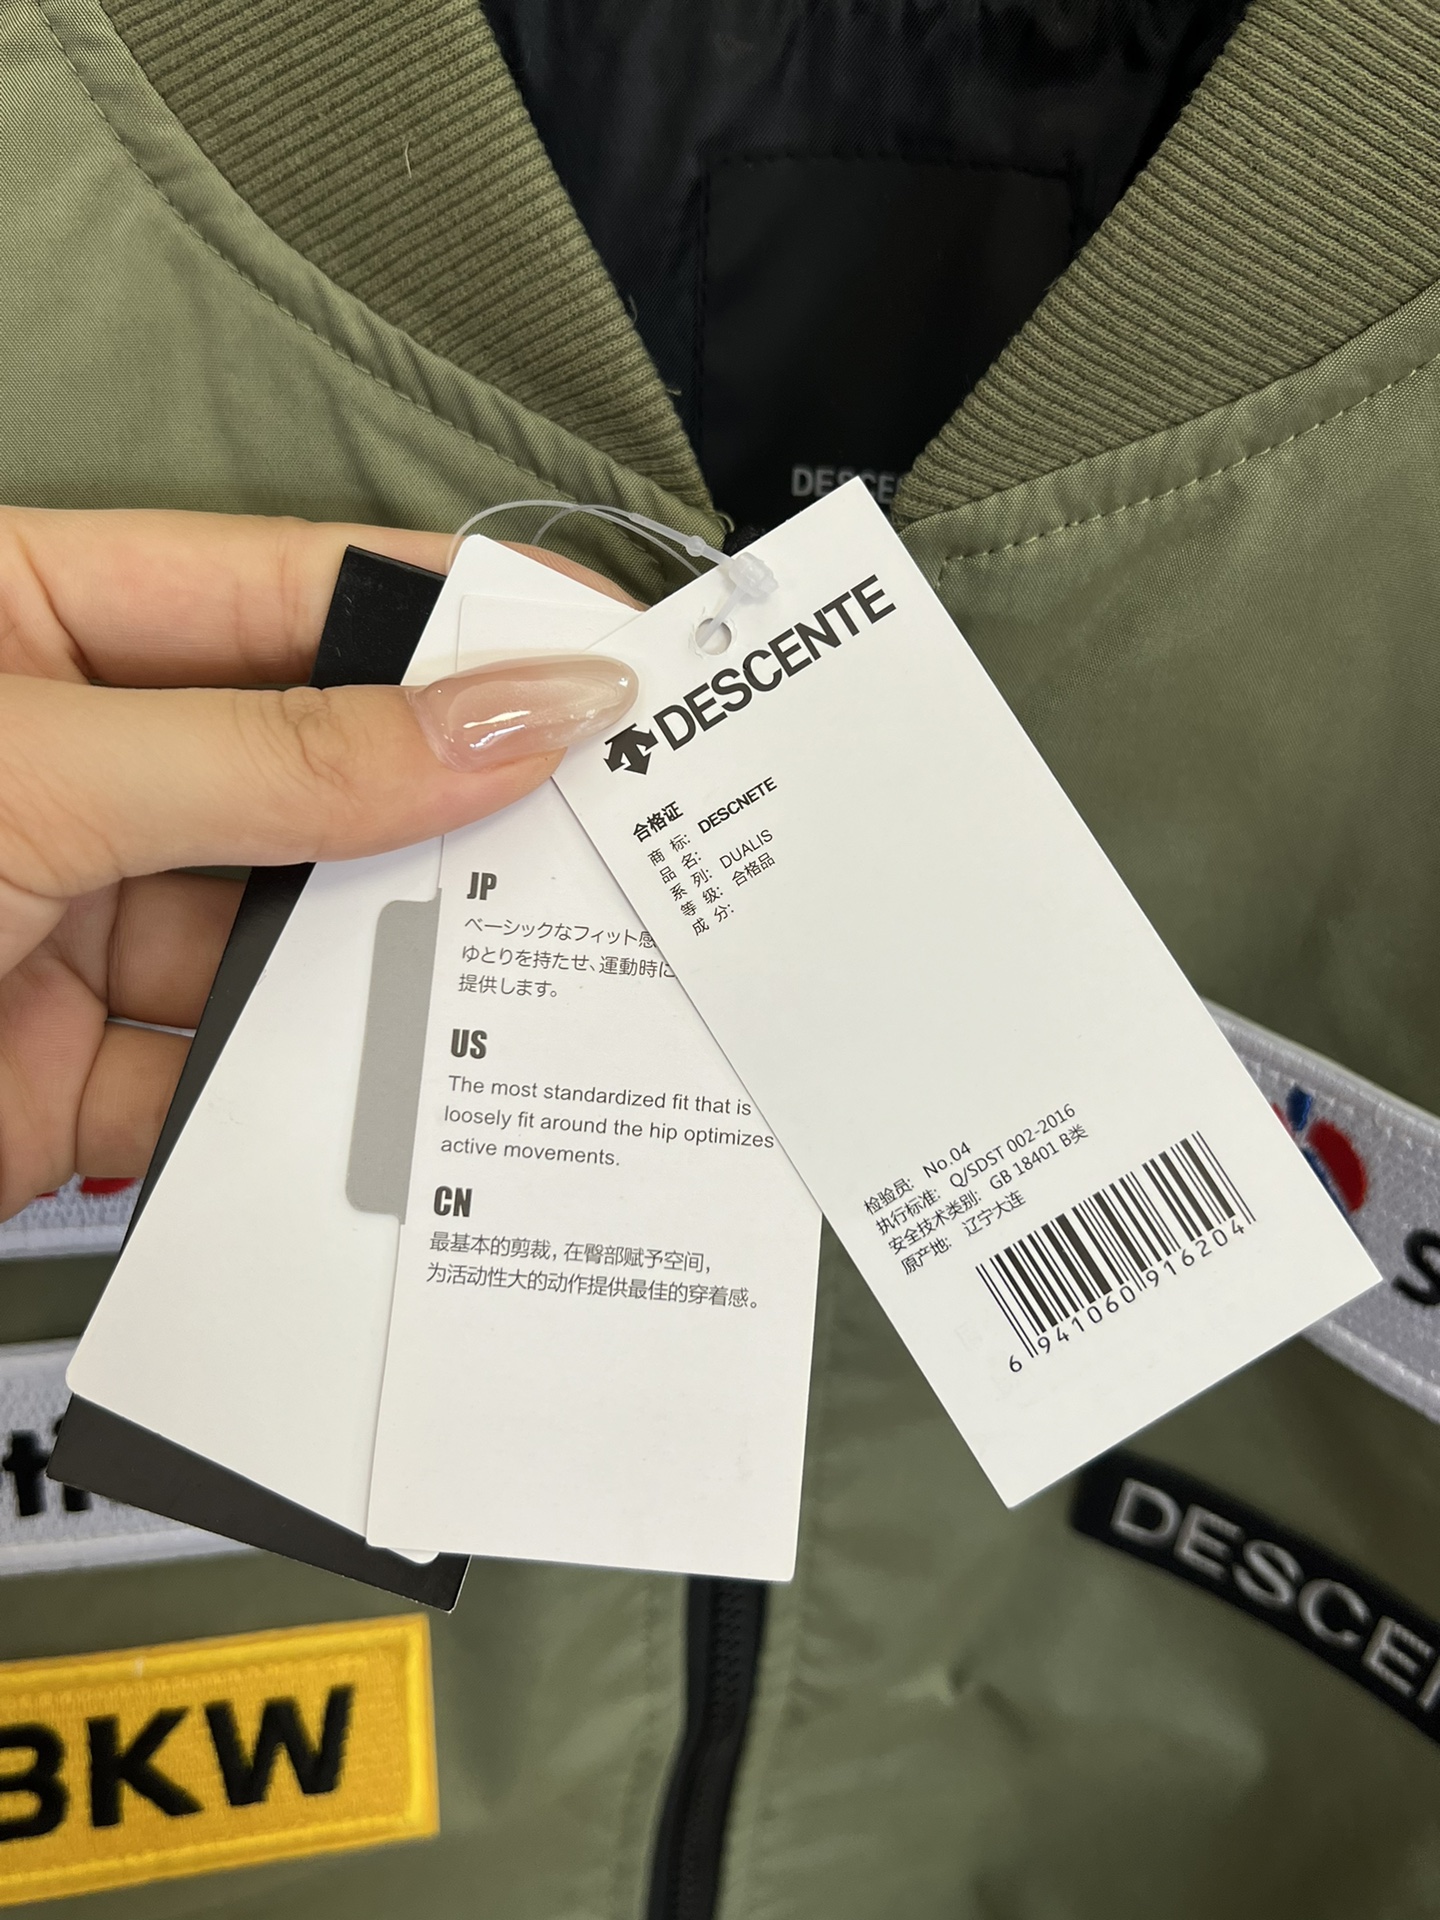 DESCE
DESCENTE
合格证
商 标: DESCNETE
品 名:
系 列: DUALIS
等 级: 合格品
成 分:
检验员: No.04
执行标准: Q/SDST 002-2016
安全技术类别: GB 18401 B类
原产地: 辽宁大连
6 941060 916204
JP
ベーシックなフィット感
ゆとりを持たせ、運動時に
提供します。
US
The most standardized fit that is
loosely fit around the hip optimizes
active movements.
CN
最基本的剪裁, 在臀部赋予空间,
为活动性大的动作提供最佳的穿着感。
BKW
DESCE